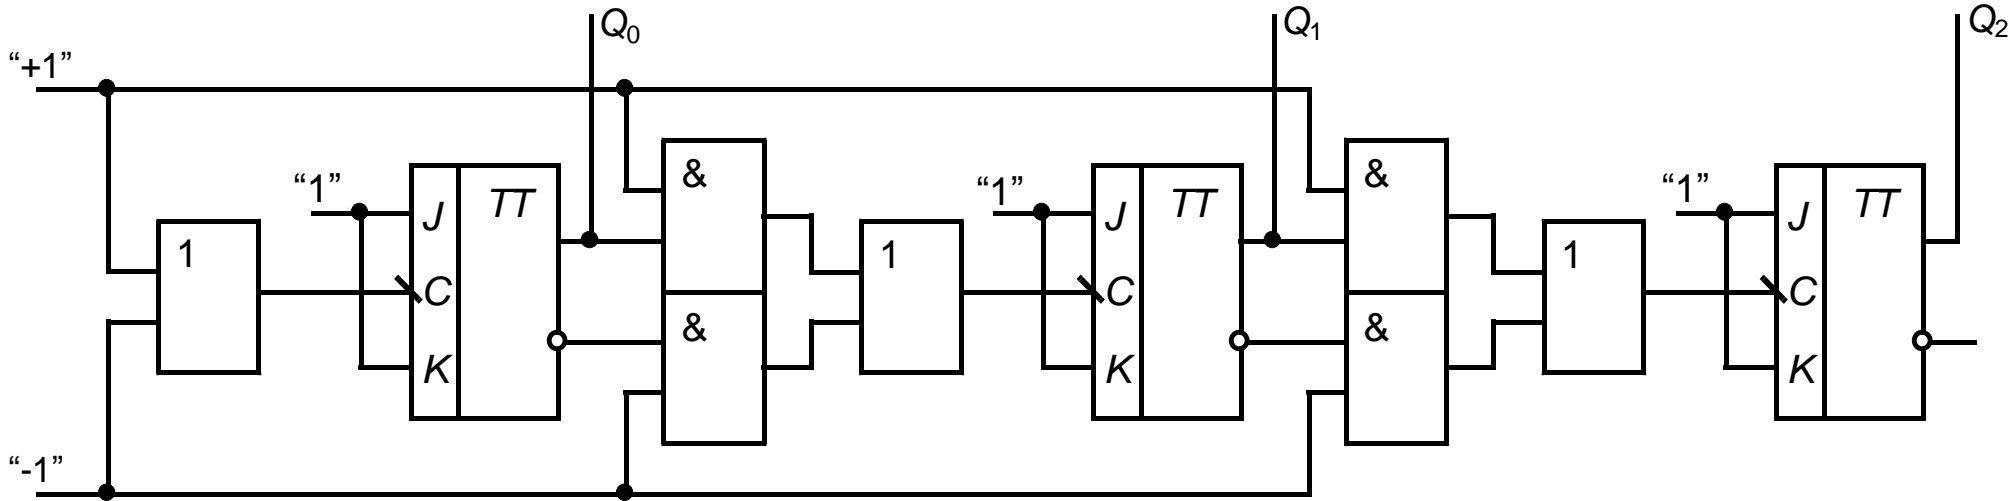 Q0 Q1 Q2
“+1”
“1” J TT & “1” J TT & “1” J TT
1 C 1 C 1 C
& &
K K K
“-1”